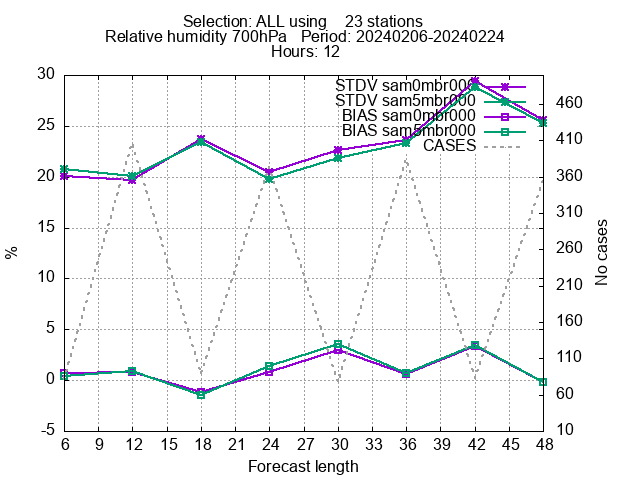 Selection: ALL using    23 stations
Relative humidity 700hPa   Period: 20240206-20240224
Hours: 12
30
25
20
15
10
5
0
-5
%
STDV sam0mbr000
STDV sam5mbr000
BIAS sam0mbr000
BIAS sam5mbr000
CASES
460
410
360
310
260
210
160
110
60
10
No cases
6 9 12 15 18 21 24 27 30 33 36 39 42 45 48
Forecast length